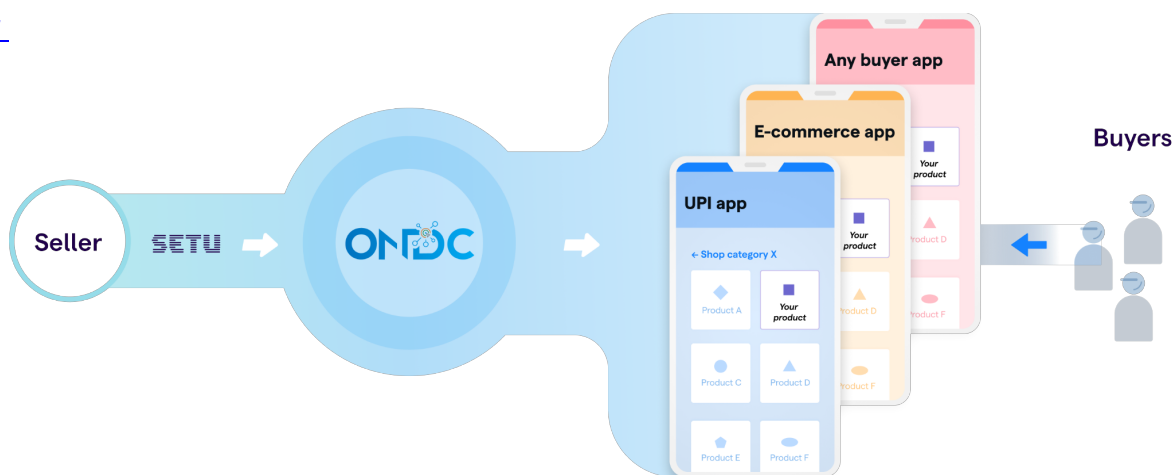 Seller
SETU
ONDC
Any buyer app
Your
product
Product D
Product F
E-commerce app
Your
product
Product D
Product F
UPI app
← Shop category X
Product A
Your
product
Product C
Product D
Product E
Product F
Buyers